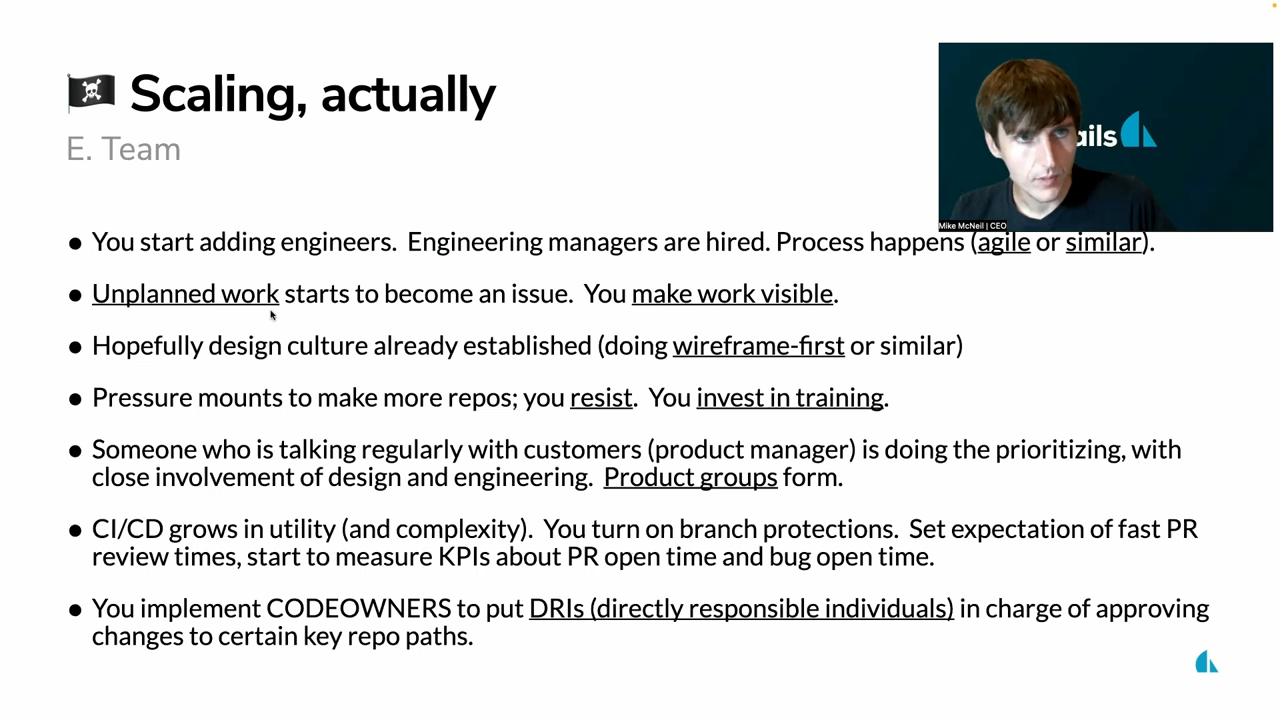 🏴‍☠️ Scaling, actually
E. Team
ails
Mike McNeil | CEO
● You start adding engineers.  Engineering managers are hired. Process happens (agile or similar).
● Unplanned work starts to become an issue.  You make work visible.
● Hopefully design culture already established (doing wireframe-first or similar)
● Pressure mounts to make more repos; you resist.  You invest in training.
● Someone who is talking regularly with customers (product manager) is doing the prioritizing, with
close involvement of design and engineering.  Product groups form.
● CI/CD grows in utility (and complexity).  You turn on branch protections.  Set expectation of fast PR
review times, start to measure KPIs about PR open time and bug open time.
● You implement CODEOWNERS to put DRIs (directly responsible individuals) in charge of approving
changes to certain key repo paths.